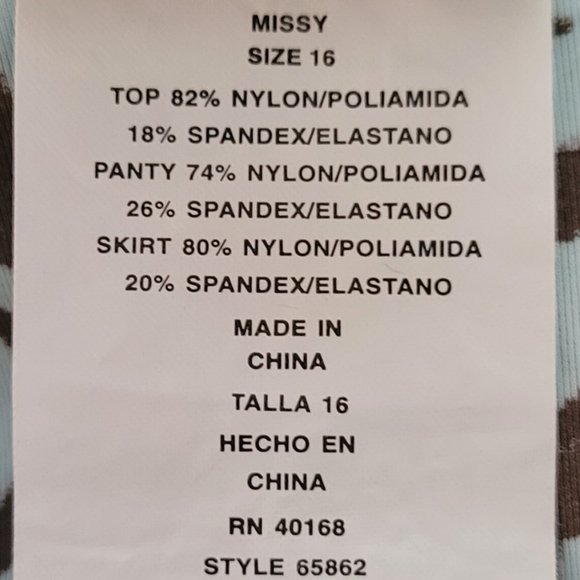 MISSY
SIZE 16
TOP 82% NYLON/POLIAMIDA
18% SPANDEX/ELASTANO
PANTY 74% NYLON/POLIAMIDA
26% SPANDEX/ELASTANO
SKIRT 80% NYLON/POLIAMIDA
20% SPANDEX/ELASTANO
MADE IN
CHINA
TALLA 16
HECHO EN
CHINA
RN 40168
STYLE 65862